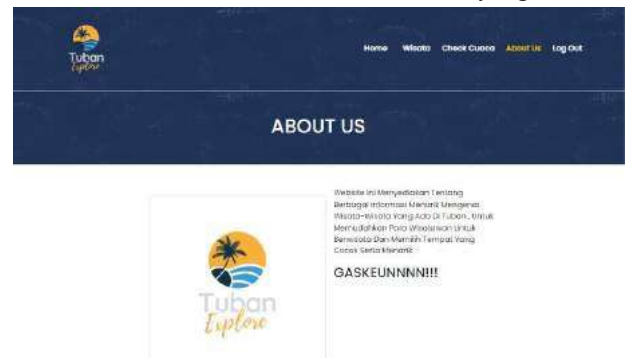 Tuban
Explore
Home Wisata Check Cuaca About Us Log Out
ABOUT US
Website Ini Menyediakan Tentang
Berbagai Informasi Menarik Mengenai
Wisata-Wisata Yang Ada Di Tuban , Untuk
Memudahkan Para Wisatawan Untuk
Berwisata Dan Memilih Tempat Yang
Cocok Serta Menarik
GASKEUNNNN!!!
Tuban
Explore